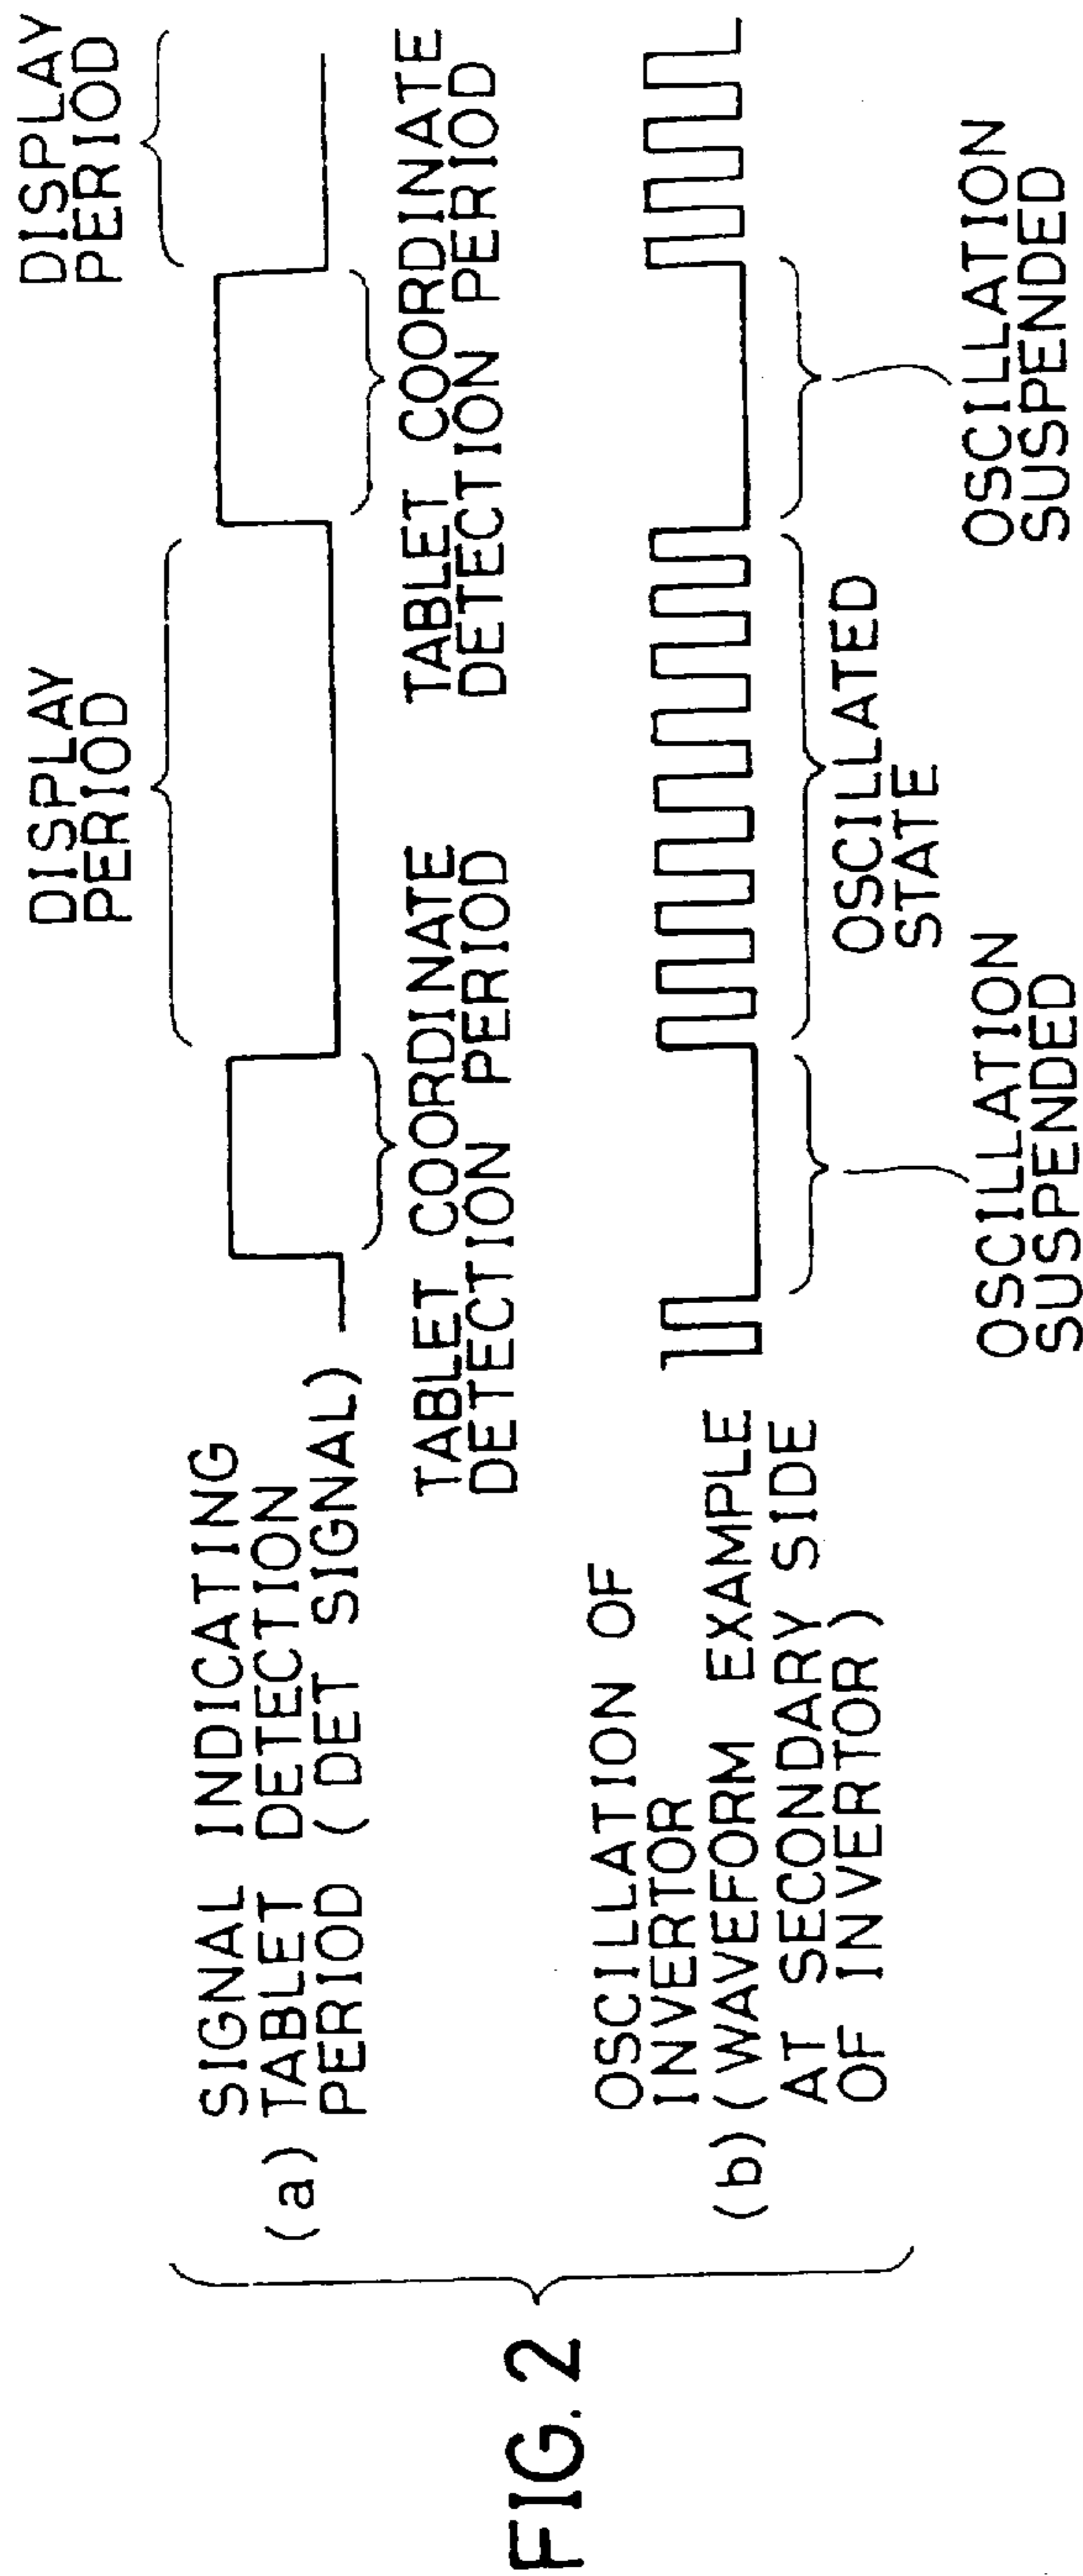 FIG. 2
(a)
SIGNAL INDICATING
TABLET DETECTION
PERIOD (DET SIGNAL)
DISPLAY
PERIOD
DISPLAY
PERIOD
TABLET COORDINATE
DETECTION PERIOD
TABLET COORDINATE
DETECTION PERIOD
(b)
OSCILLATION OF
INVERTOR
(WAVEFORM EXAMPLE
AT SECONDARY SIDE
OF INVERTOR)
OSCILLATION
SUSPENDED
OSCILLATED
STATE
OSCILLATION
SUSPENDED